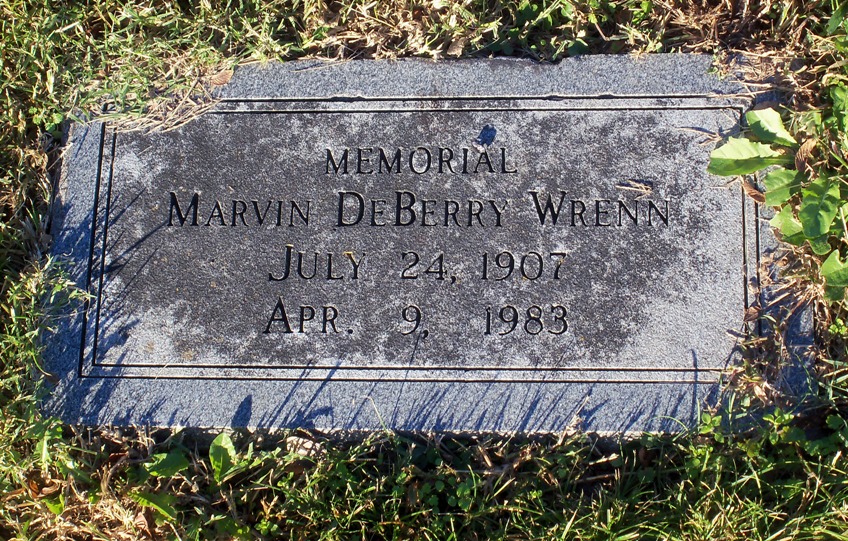 MEMORIAL
MARVIN DEBERRY WRENN
JULY 24, 1907
APR. 9, 1983